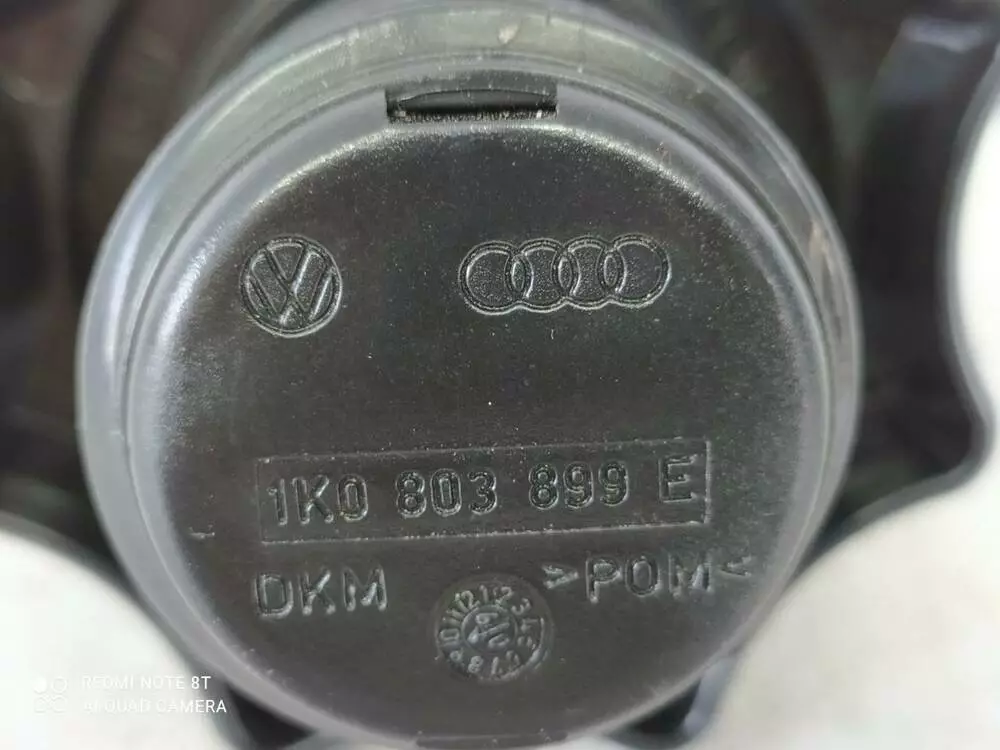 1K0 803 899 E
DKM >POM<
REDMI NOTE 8T
AI QUAD CAMERA